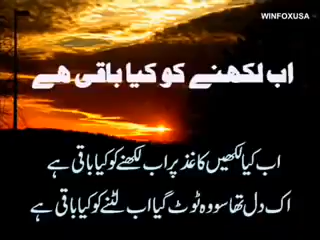 WINFOXUSA
اب لکھنے کو کیا باقی ہے
اب کیا لکھیں کاغذ پر اب لکھنے کو کیا باقی ہے
اک دل تھا سو وہ ٹوٹ گیا اب لٹنے کو کیا باقی ہے